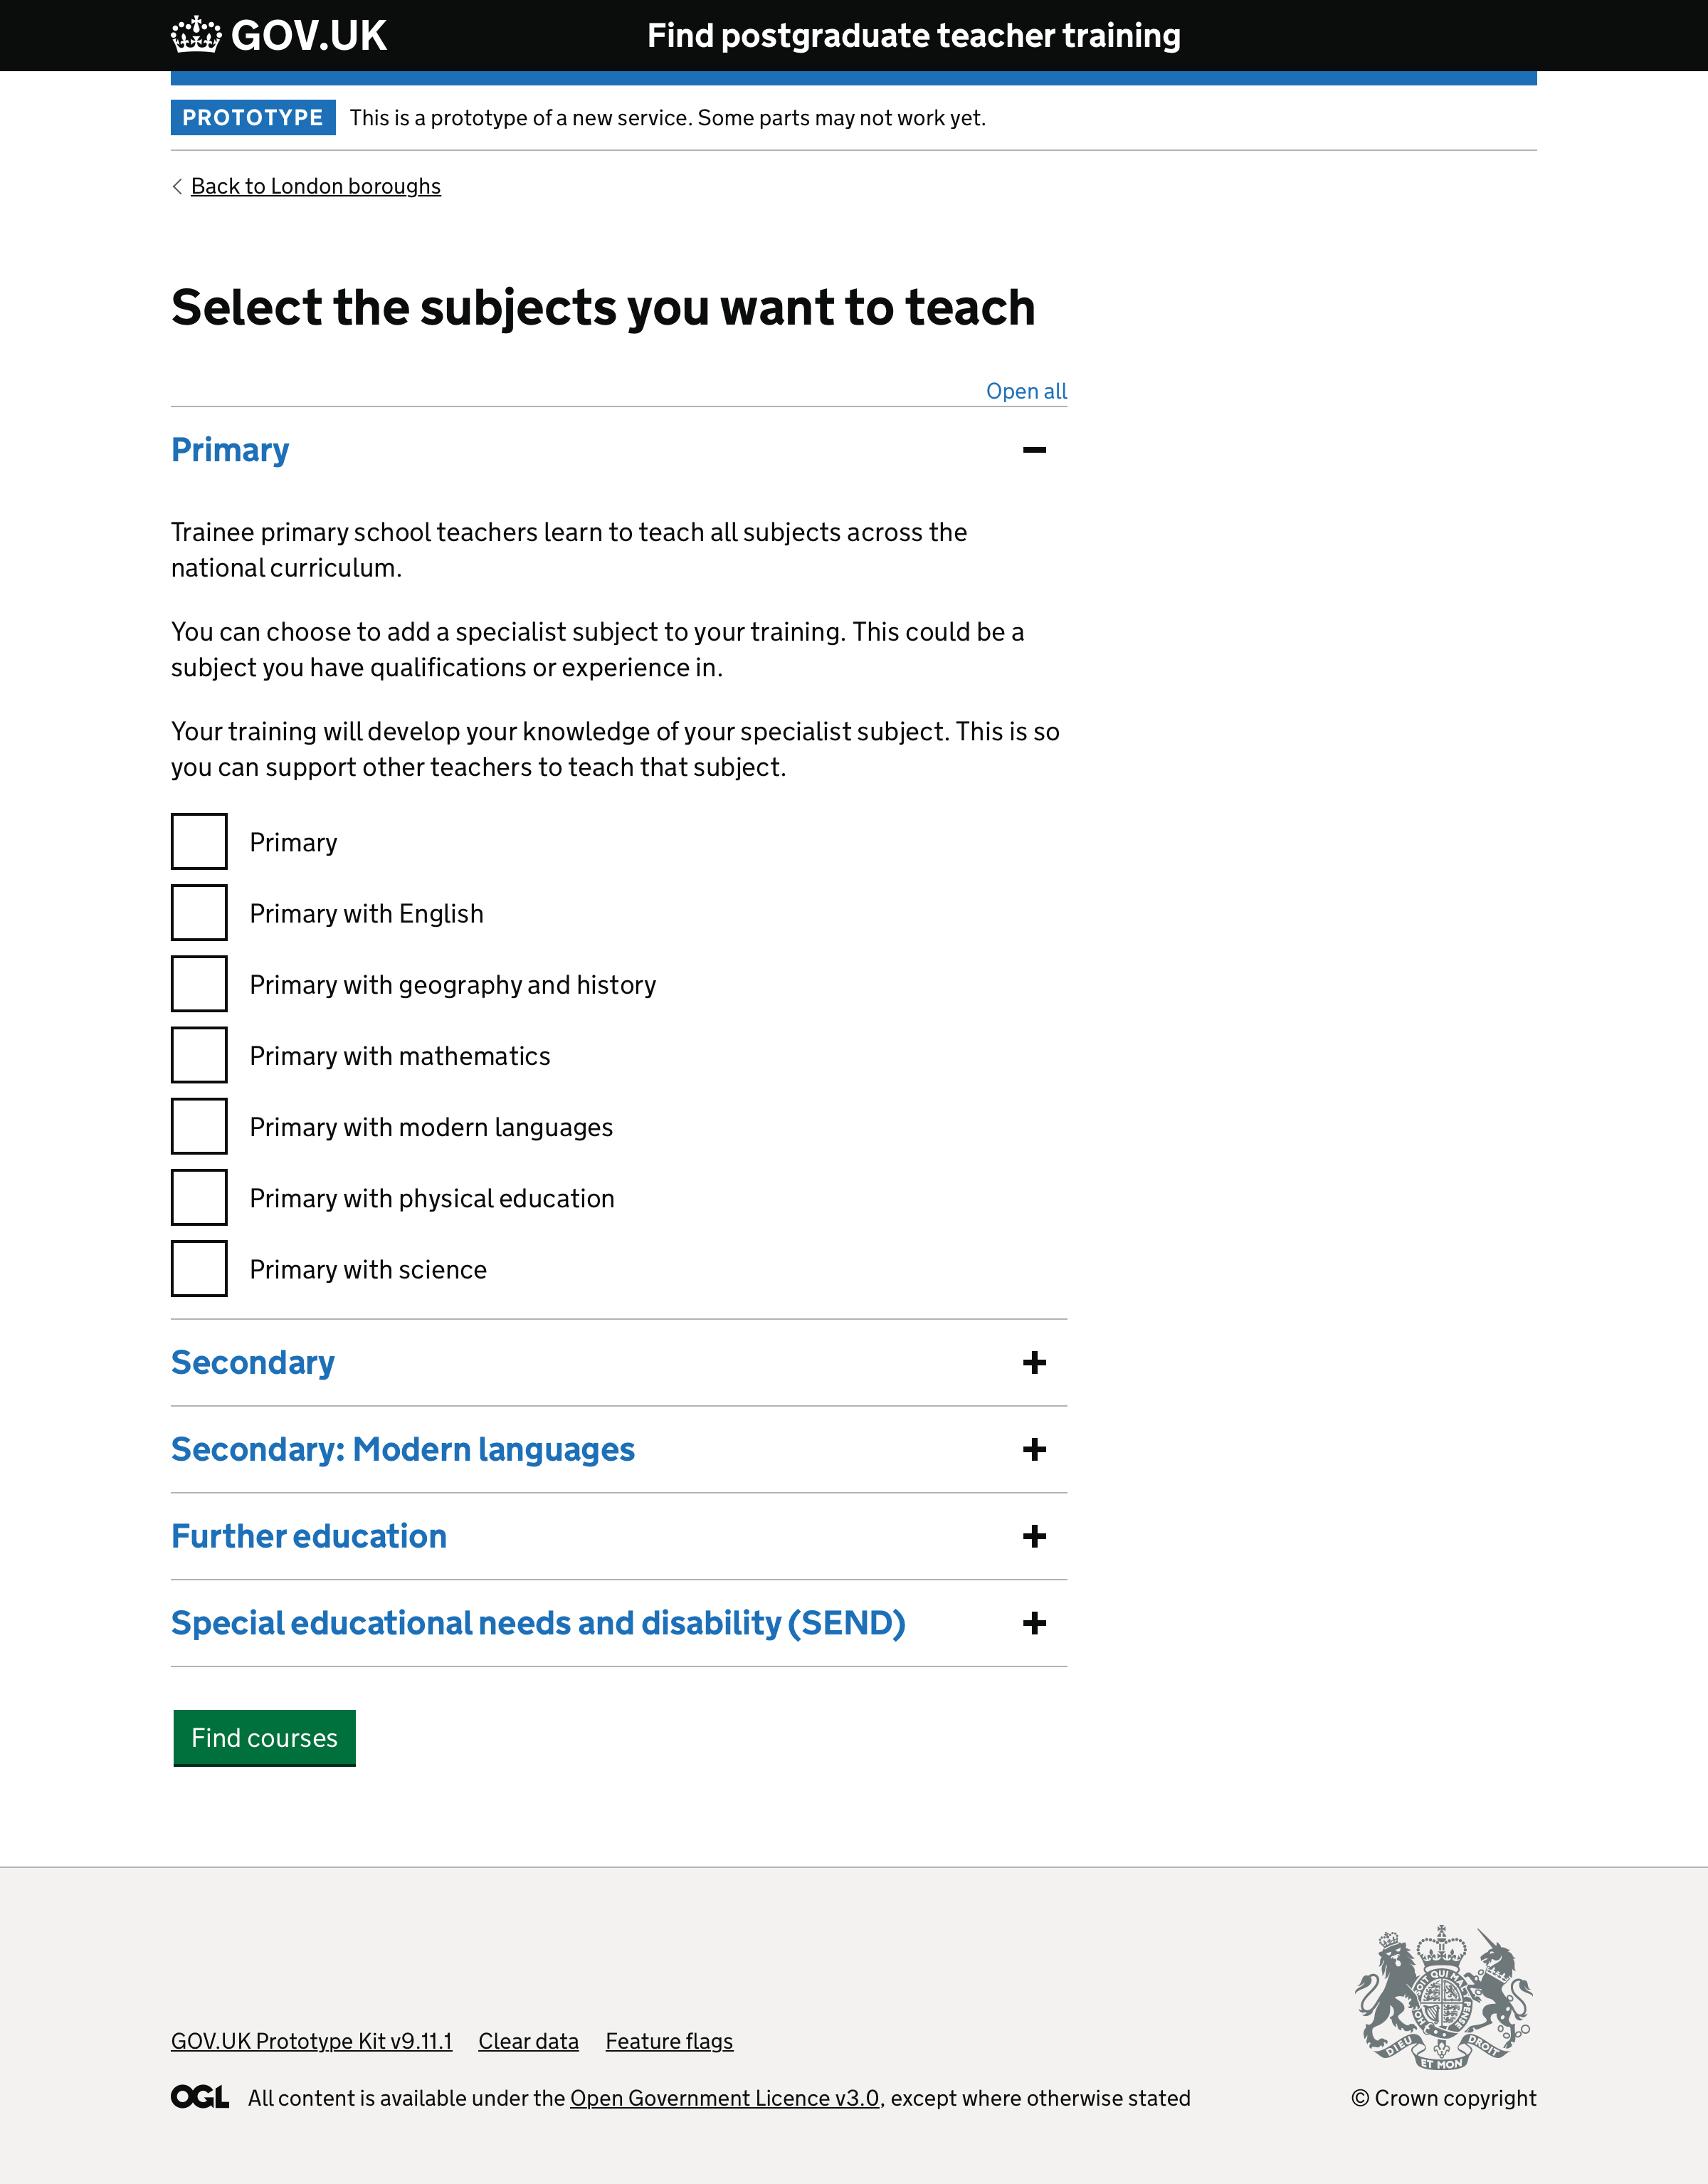 GOV.UK
Find postgraduate teacher training
PROTOTYPE
This is a prototype of a new service. Some parts may not work yet.
Back to London boroughs
Select the subjects you want to teach
Open all
Primary
Trainee primary school teachers learn to teach all subjects across the
national curriculum.
You can choose to add a specialist subject to your training. This could be a
subject you have qualifications or experience in.
Your training will develop your knowledge of your specialist subject. This is so
you can support other teachers to teach that subject.
Primary
Primary with English
Primary with geography and history
Primary with mathematics
Primary with modern languages
Primary with physical education
Primary with science
Secondary
Secondary: Modern languages
Further education
Special educational needs and disability (SEND)
Find courses
GOV.UK Prototype Kit v9.11.1 Clear data Feature flags
DIEU ET MON DROIT
OGL All content is available under the Open Government Licence v3.0, except where otherwise stated
© Crown copyright